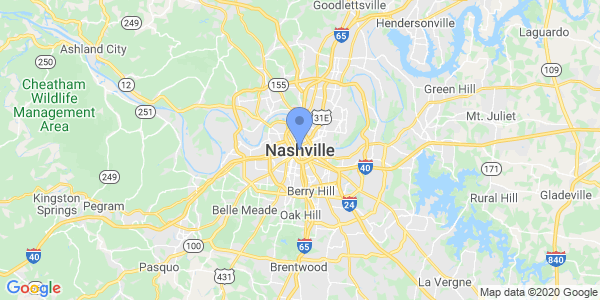 Goodlettsville
Hendersonville
65
Laguardo
Ashland City
249
12
155
109
Cheatham
Wildlife
Management
Area
251
31E
Green Hill
Mt. Juliet
Nashville
40
249
Berry Hill
Kingston
Springs
Pegram
Belle Meade
24
Rural Hill
Gladeville
Oak Hill
40
100
65
840
Pasquo
431
Brentwood
La Vergne
Google
Map data ©2020 Google